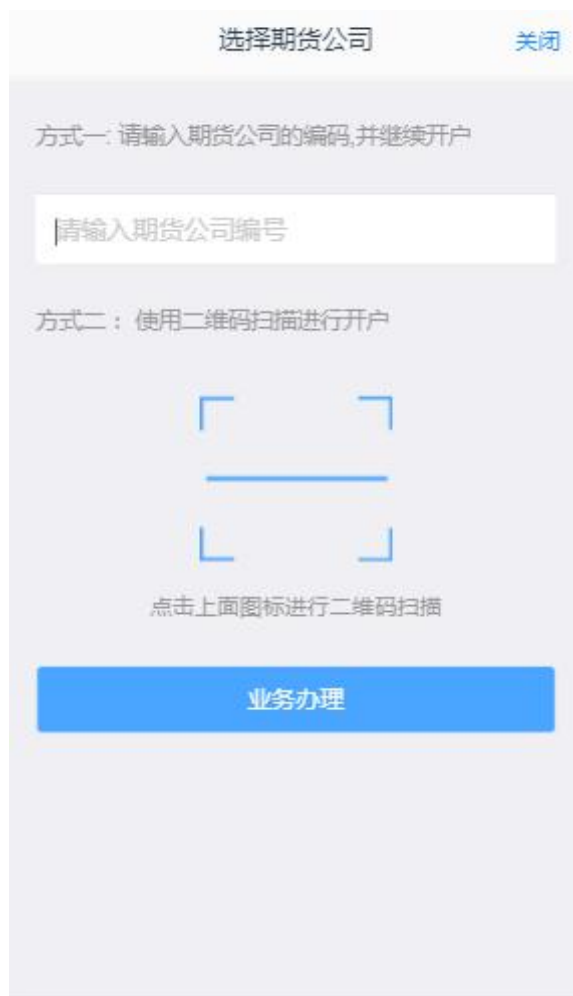 选择期货公司 关闭
方式一: 请输入期货公司的编码,并继续开户
请输入期货公司编号
方式二： 使用二维码扫描进行开户
点击上面图标进行二维码扫描
业务办理